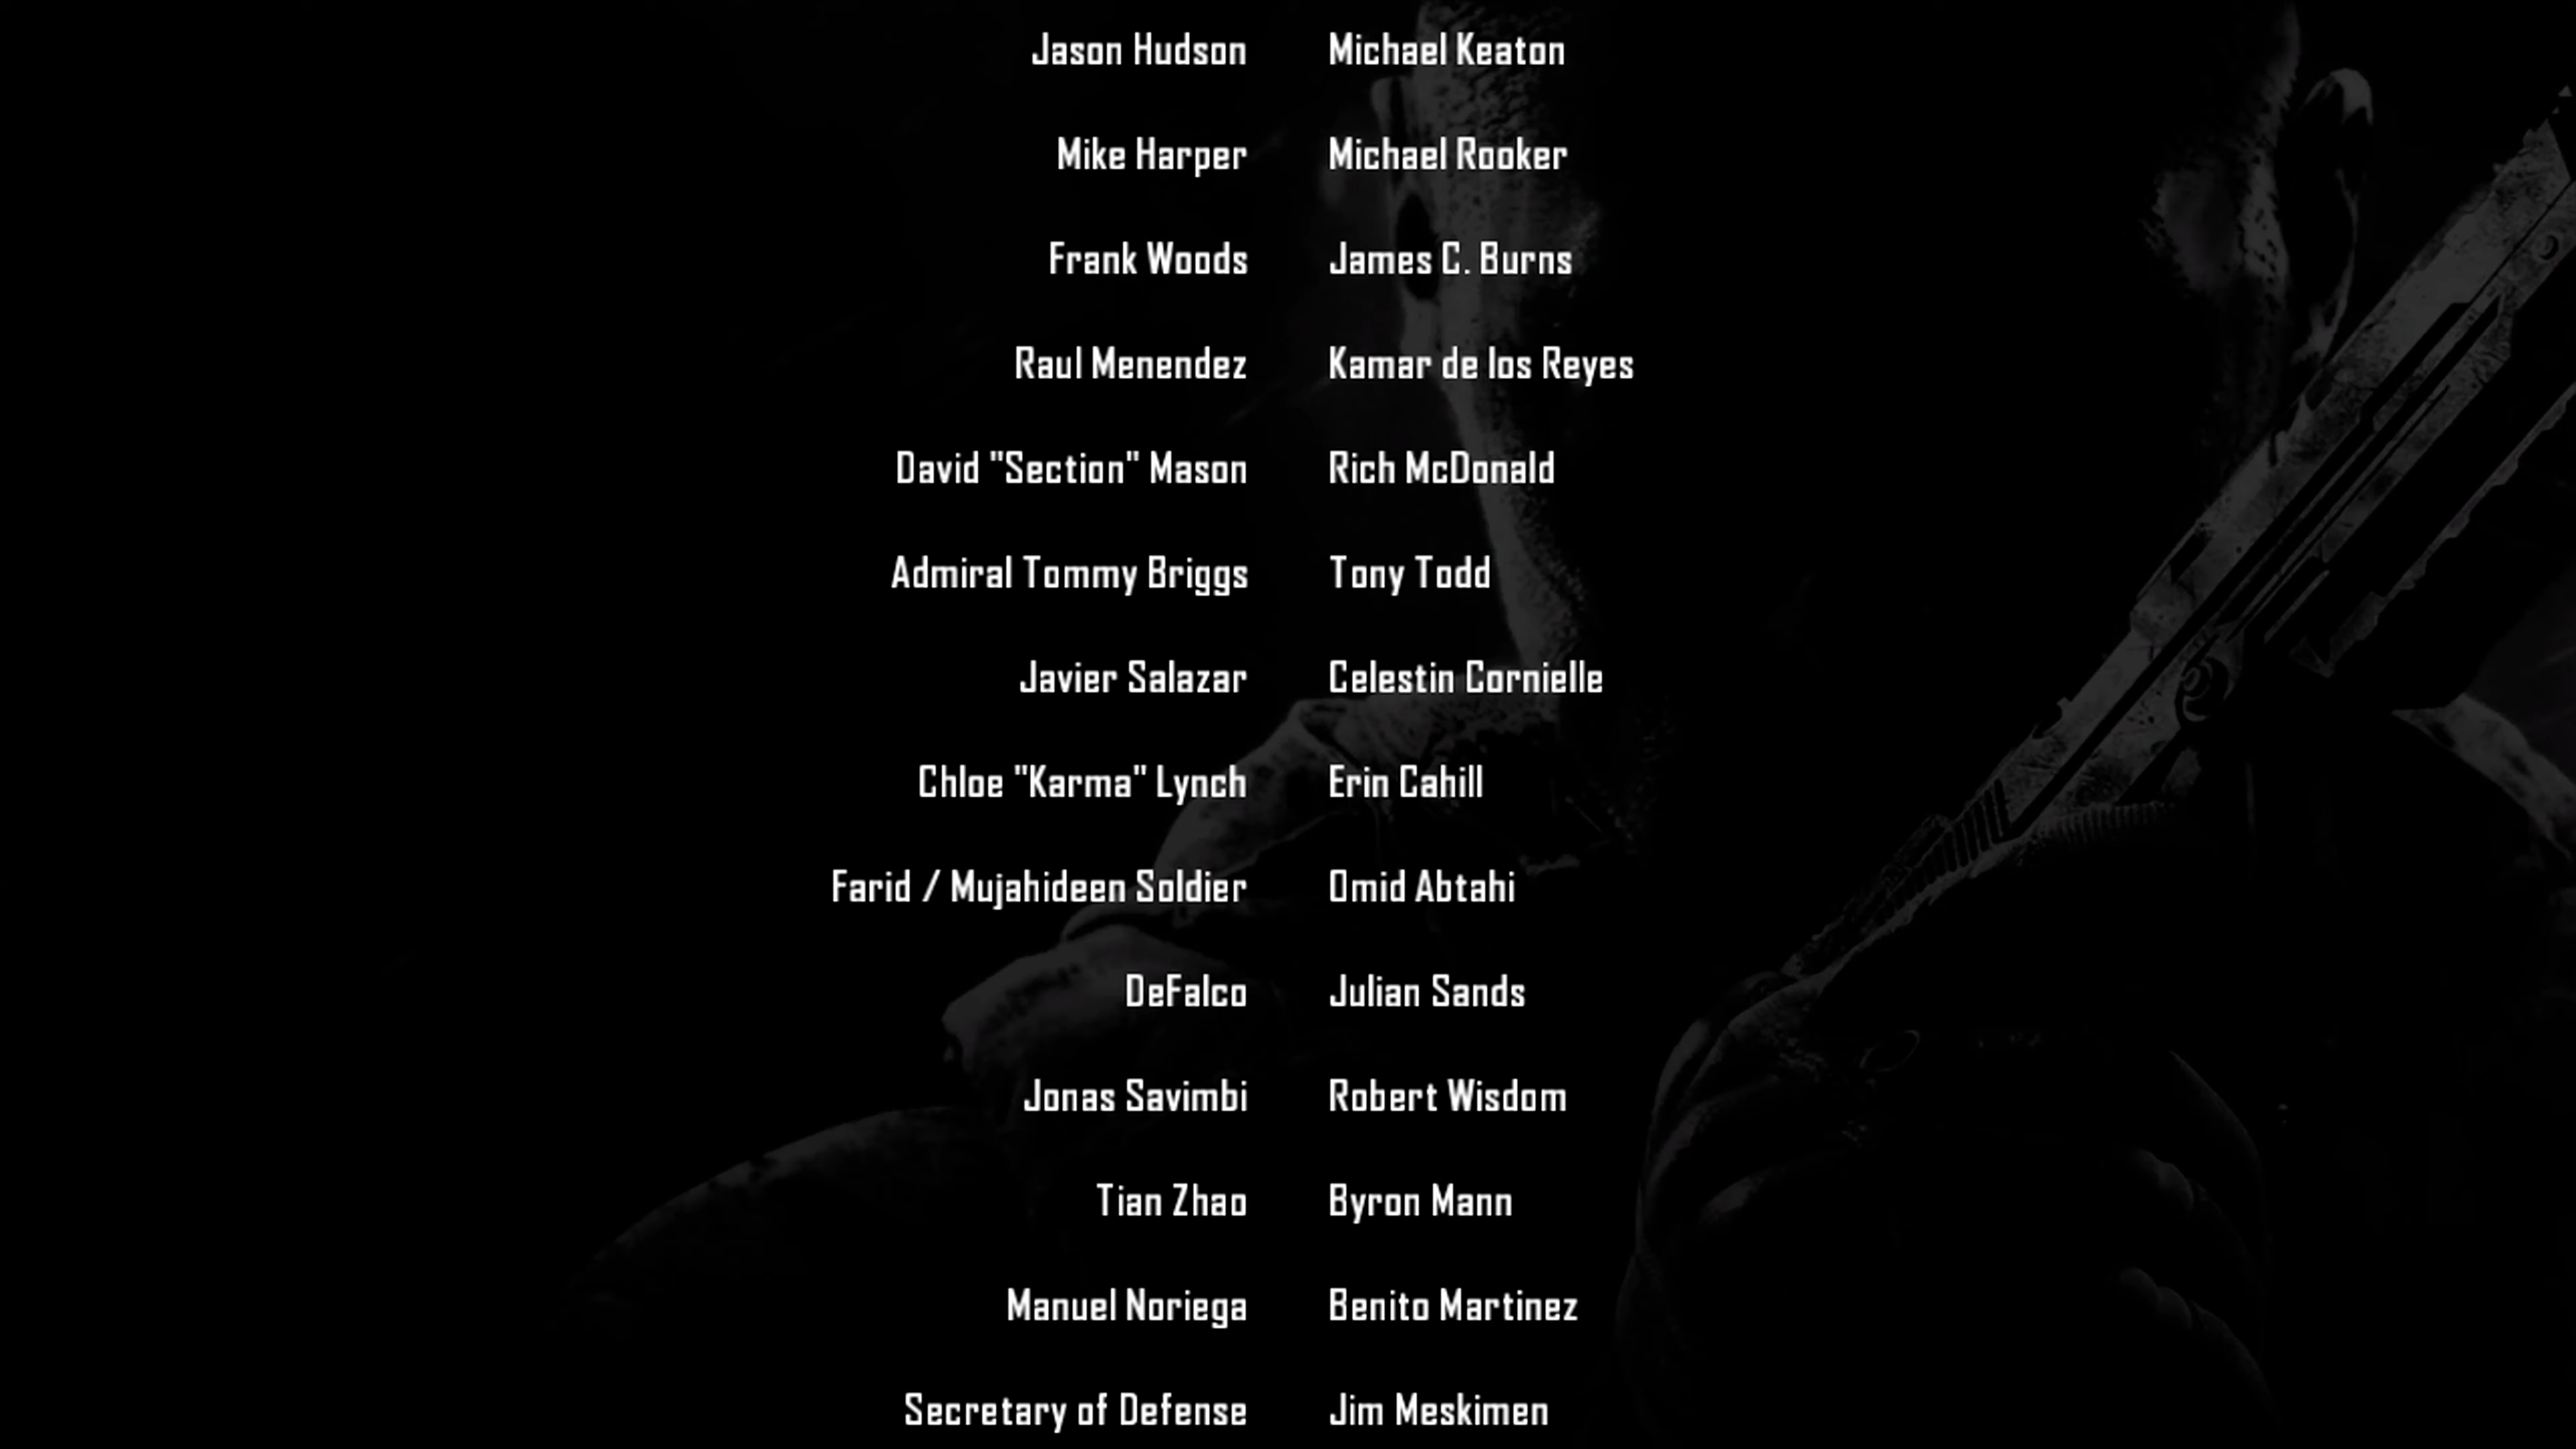 Jason Hudson Michael Keaton
Mike Harper Michael Rooker
Frank Woods James C. Burns
Raul Menendez Kamar de los Reyes
David "Section" Mason Rich McDonald
Admiral Tommy Briggs Tony Todd
Javier Salazar Celestin Cornielle
Chloe "Karma" Lynch Erin Cahill
Farid / Mujahideen Soldier Omid Abtahi
DeFalco Julian Sands
Jonas Savimbi Robert Wisdom
Tian Zhao Byron Mann
Manuel Noriega Benito Martinez
Secretary of Defense Jim Meskimen